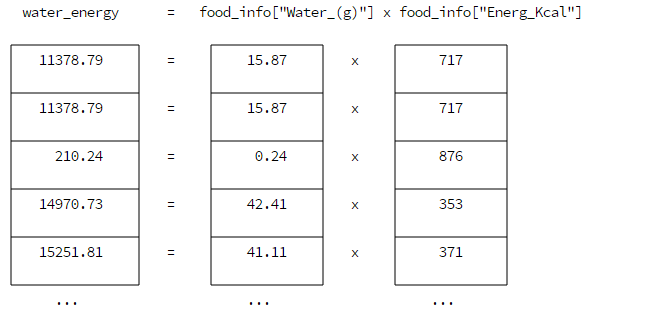 water_energy = food_info["Water_(g)"] x food_info["Energ_Kcal"]
11378.79 = 15.87 x 717
11378.79 = 15.87 x 717
210.24 = 0.24 x 876
14970.73 = 42.41 x 353
15251.81 = 41.11 x 371
... ... ...